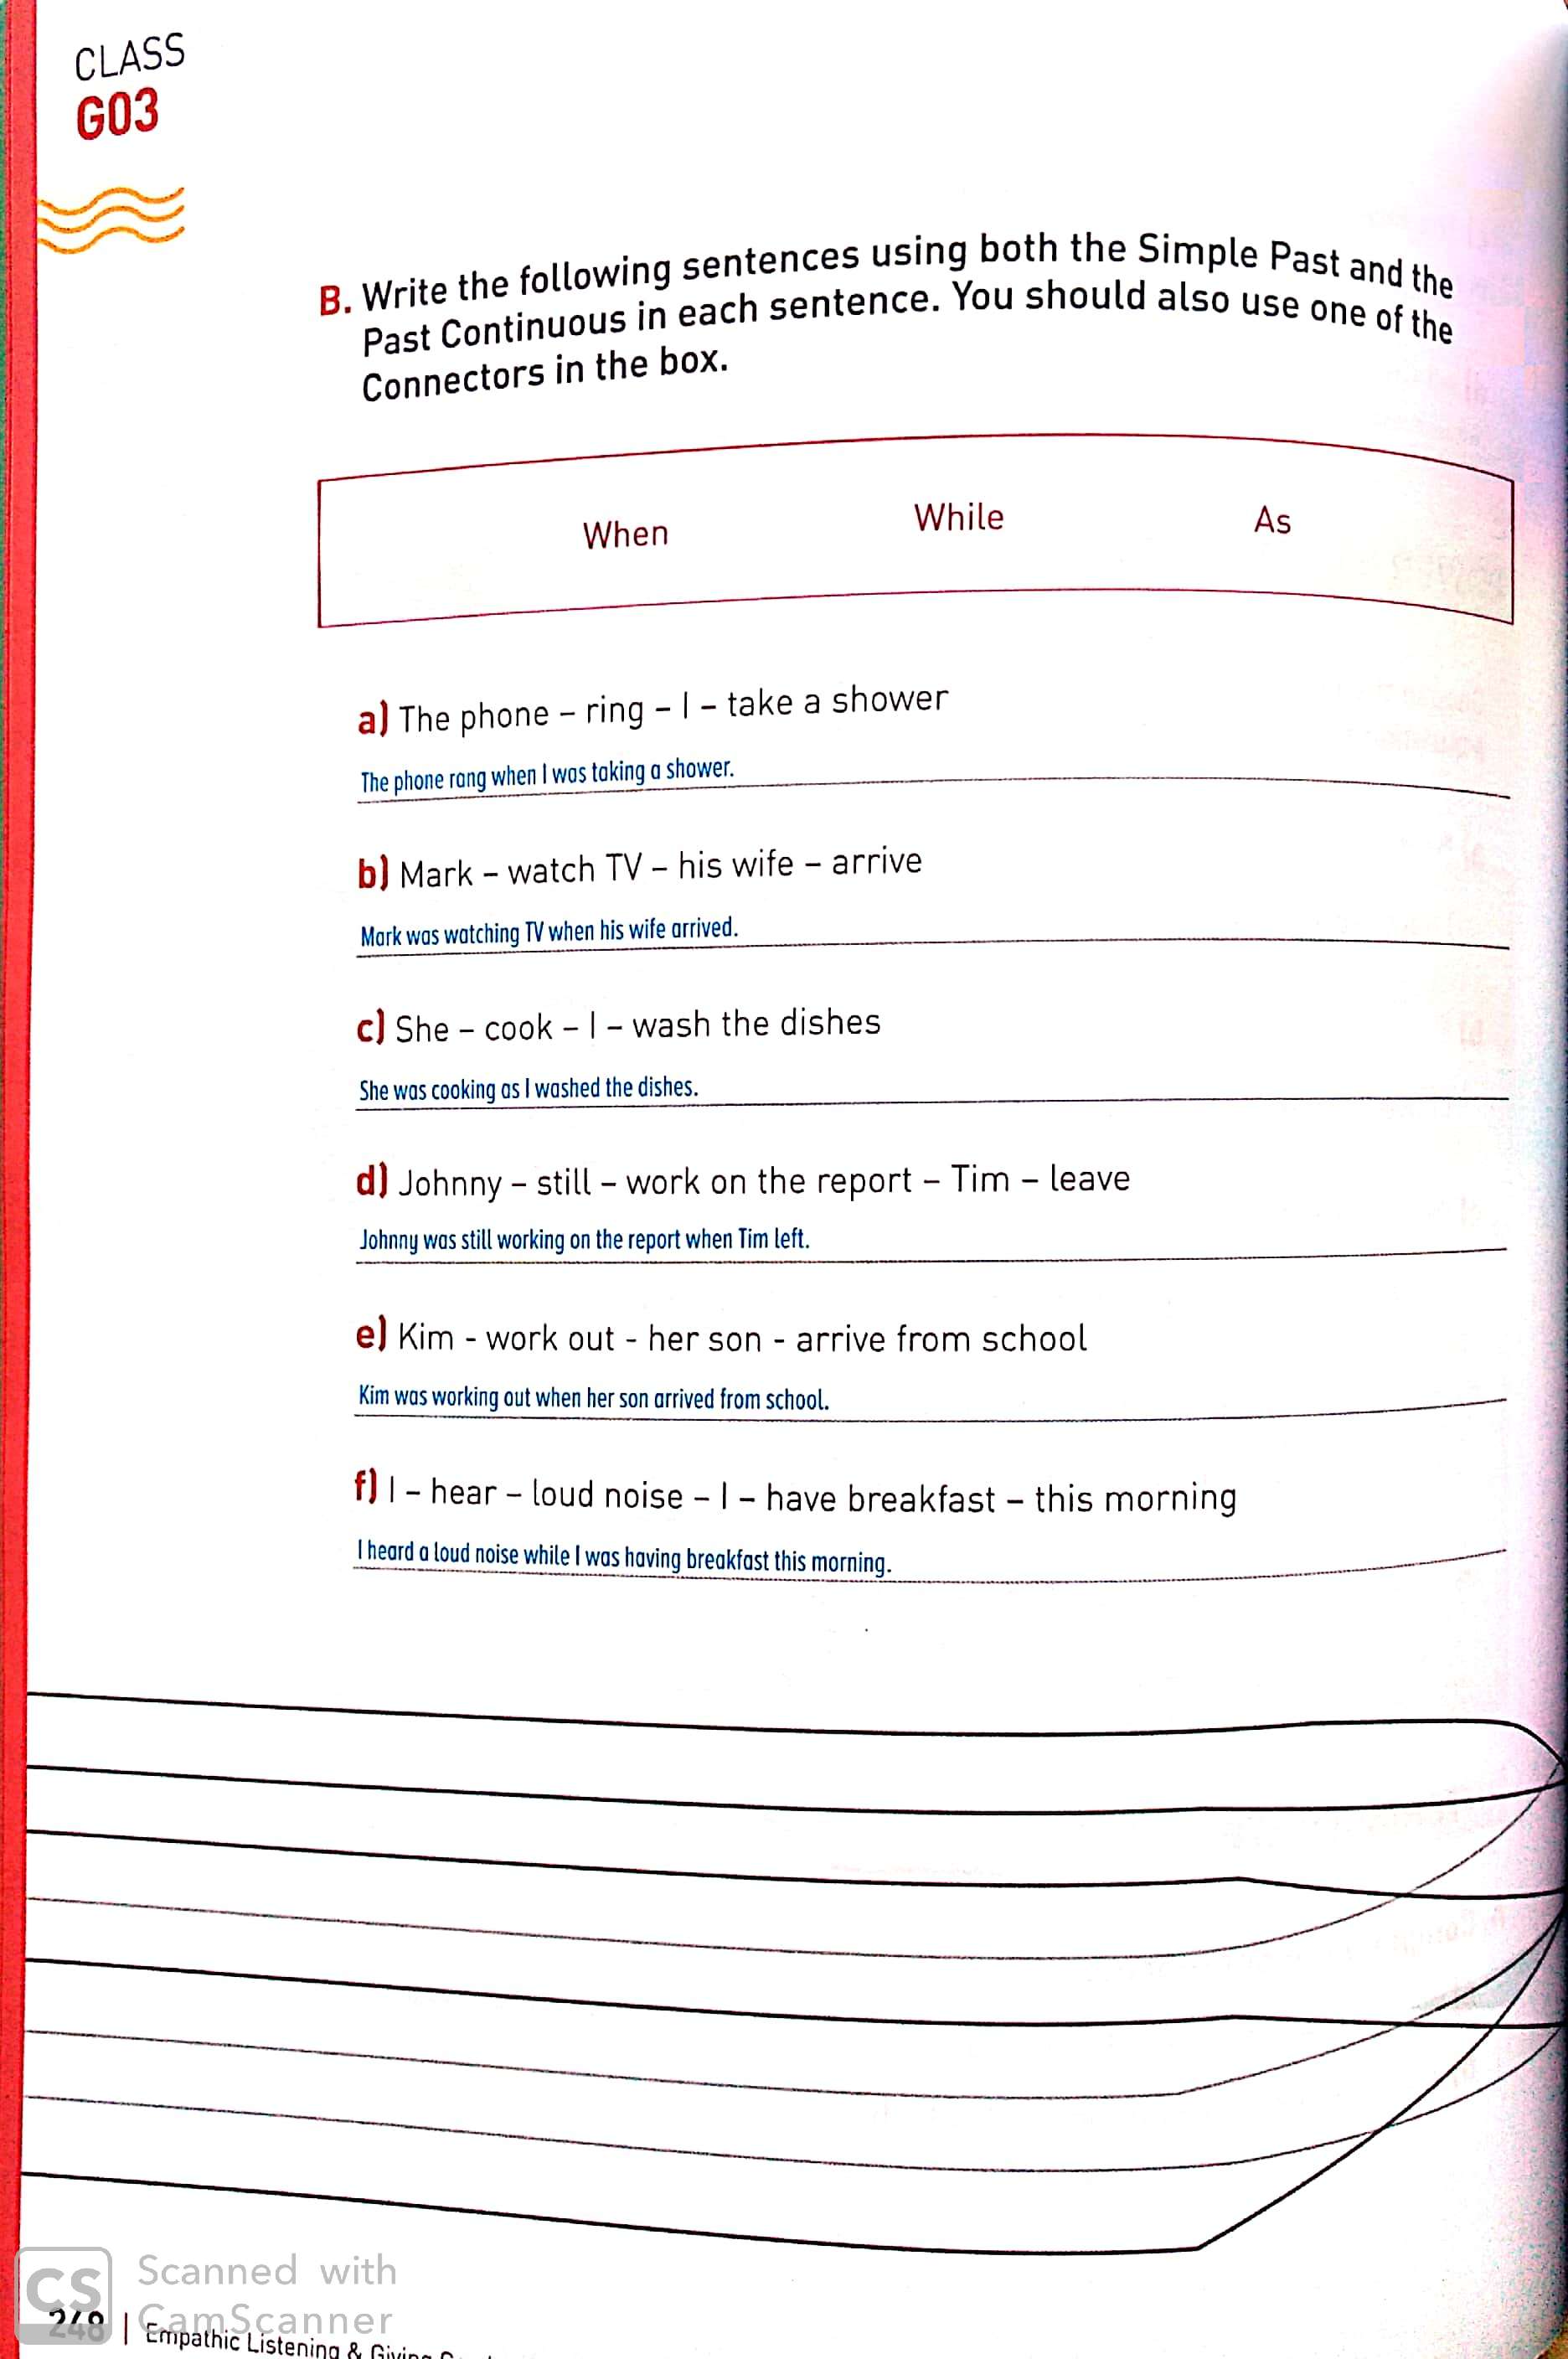 CLASS
G03
B. Write the following sentences using both the Simple Past and the
Past Continuous in each sentence. You should also use one of the
Connectors in the box.
When While As
a) The phone – ring – I – take a shower
The phone rang when I was taking a shower.
b) Mark – watch TV – his wife – arrive
Mark was watching TV when his wife arrived.
c) She – cook – I – wash the dishes
She was cooking as I washed the dishes.
d) Johnny – still – work on the report – Tim – leave
Johnny was still working on the report when Tim left.
e) Kim - work out - her son - arrive from school
Kim was working out when her son arrived from school.
f) I – hear – loud noise – I – have breakfast – this morning
I heard a loud noise while I was having breakfast this morning.
CS Scanned with
CamScanner
248 | Empathic Listening & Giving